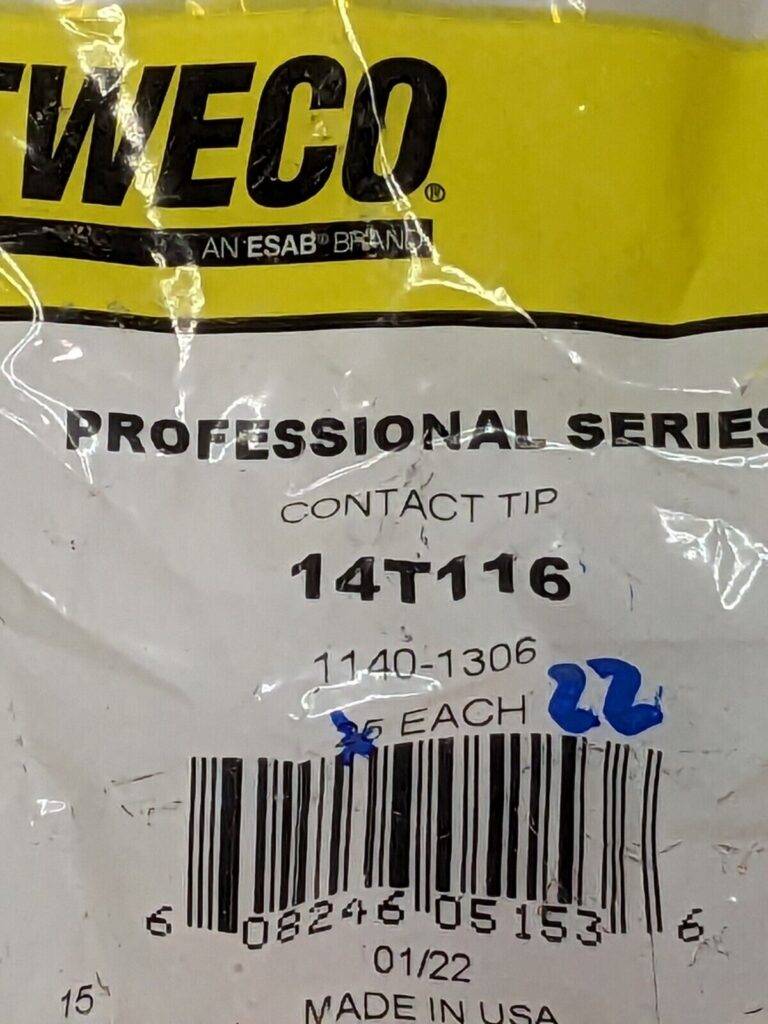 TWECO®
AN ESAB® BRAND
PROFESSIONAL SERIES
CONTACT TIP
14T116
1140-1306
25 EACH 22
6 08246 05153 6
01/22
15
MADE IN USA